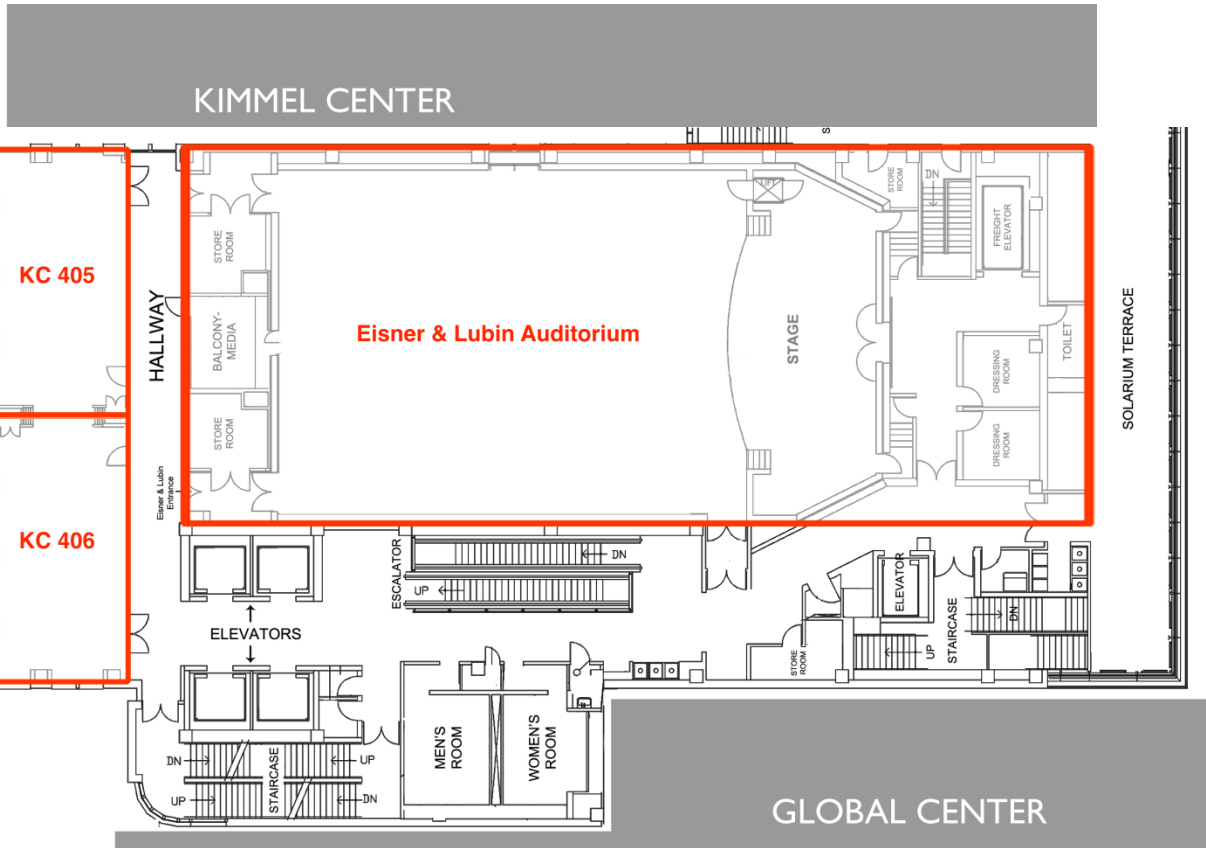 KIMMEL CENTER
S
STORE
ROOM
DN
LIFT
FREIGHT
ELEVATOR
STORE
ROOM
KC 405
HALLWAY
BALCONY-
MEDIA
Eisner & Lubin Auditorium
STAGE
TOILET
DRESSING
ROOM
SOLARIUM TERRACE
STORE
ROOM
DRESSING
ROOM
Eisner & Lubin
Entrance
KC 406
ESCALATOR
DN
UP
ELEVATOR
ELEVATORS
STAIRCASE
DN
UP
STORE
ROOM
MEN'S
ROOM
WOMEN'S
ROOM
DN
UP
STAIRCASE
UP
DN
GLOBAL CENTER